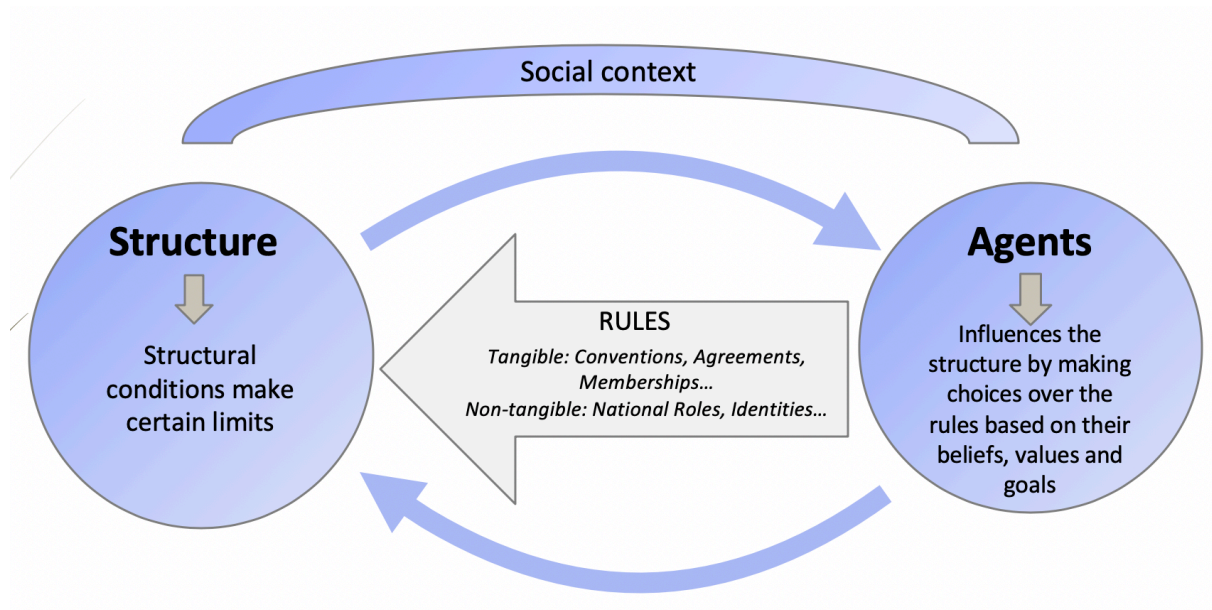 Social context
Structure
Structural
conditions make
certain limits
RULES
Tangible: Conventions, Agreements,
Memberships...
Non-tangible: National Roles, Identities...
Agents
Influences the
structure by making
choices over the
rules based on their
beliefs, values and
goals